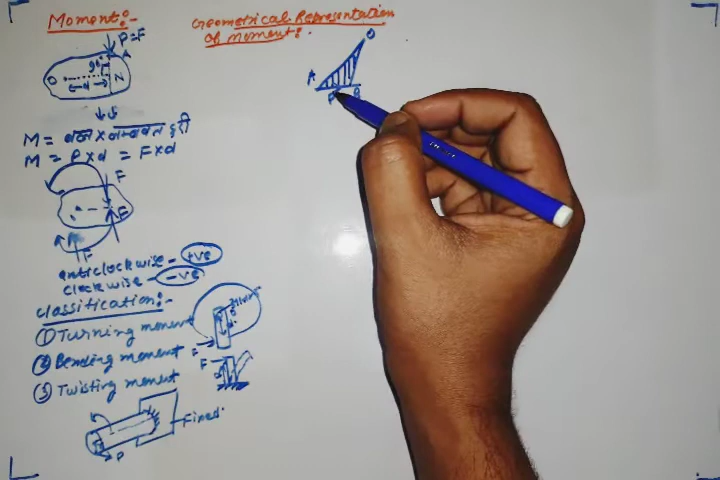 Moment:-
P=F
A
90°
O
d
N
M = बल × लम्बवत दूरी
M = P×d = F×d
F
F
F
anticlockwise - +ve
clockwise - -ve
classification:-
① Turning moment
② Bending moment
F
③ Twisting moment
Fixed
P
Geometrical Representation
of moment:-
O
A
P
B